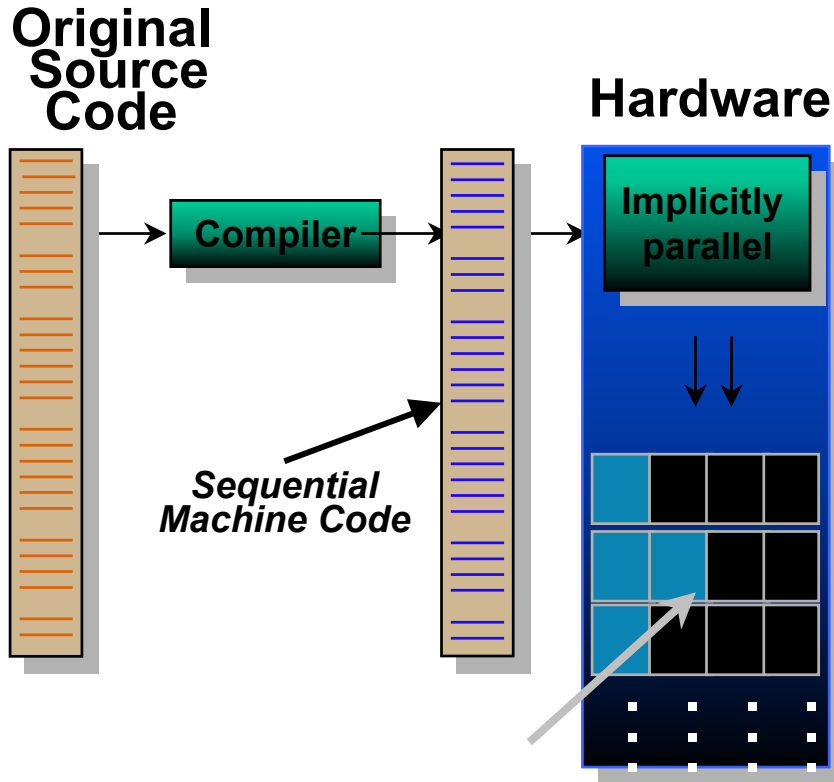 Original
Source
Code
Hardware
Compiler
Implicitly
parallel
Sequential
Machine Code